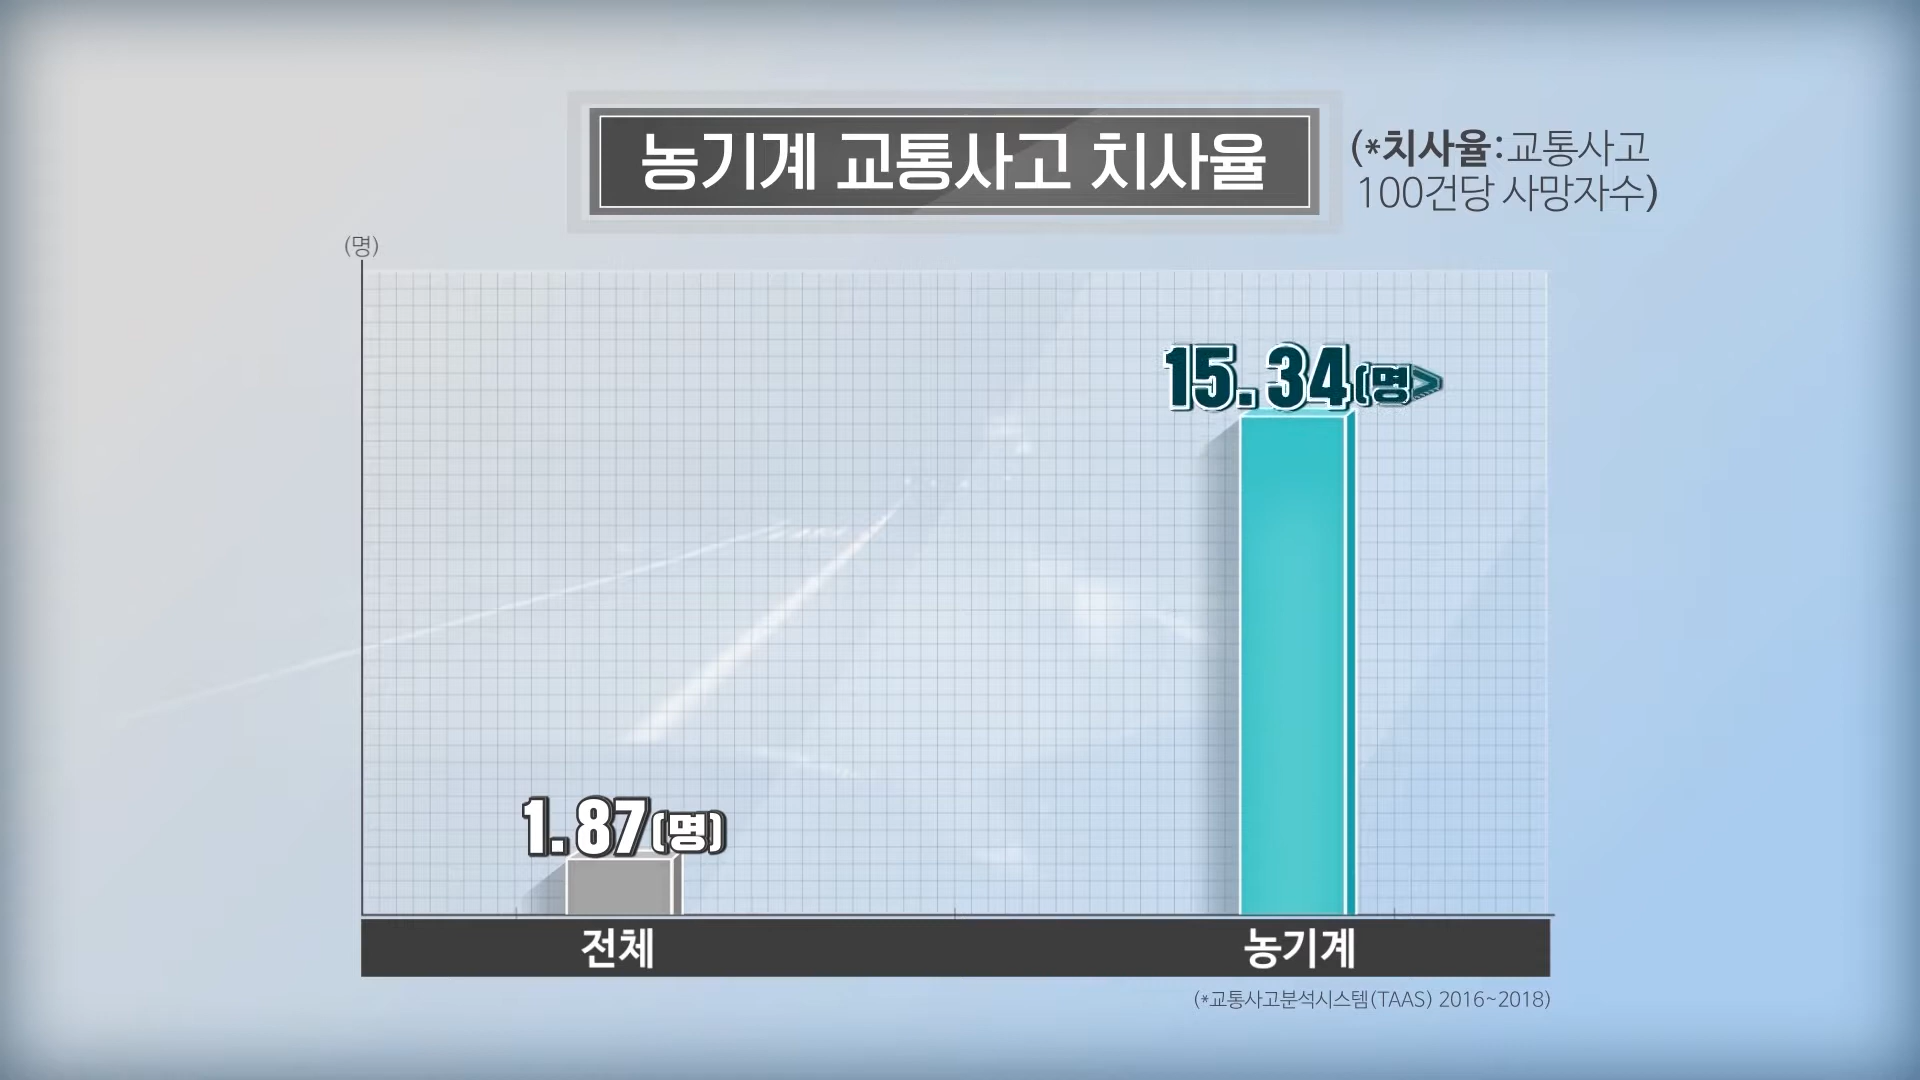 농기계 교통사고 치사율
(*치사율:교통사고
100건당 사망자수)
(명)
15.34(명)
1.87(명)
전체
농기계
(*교통사고분석시스템(TAAS) 2016~2018)